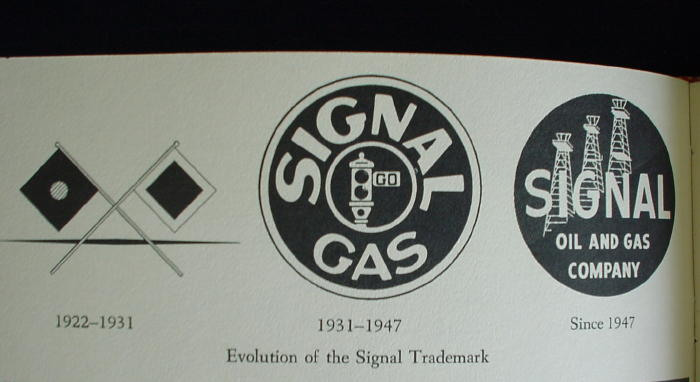 SIGNAL
GO
GAS
SIGNAL
OIL AND GAS
COMPANY
1922–1931
1931–1947
Since 1947
Evolution of the Signal Trademark